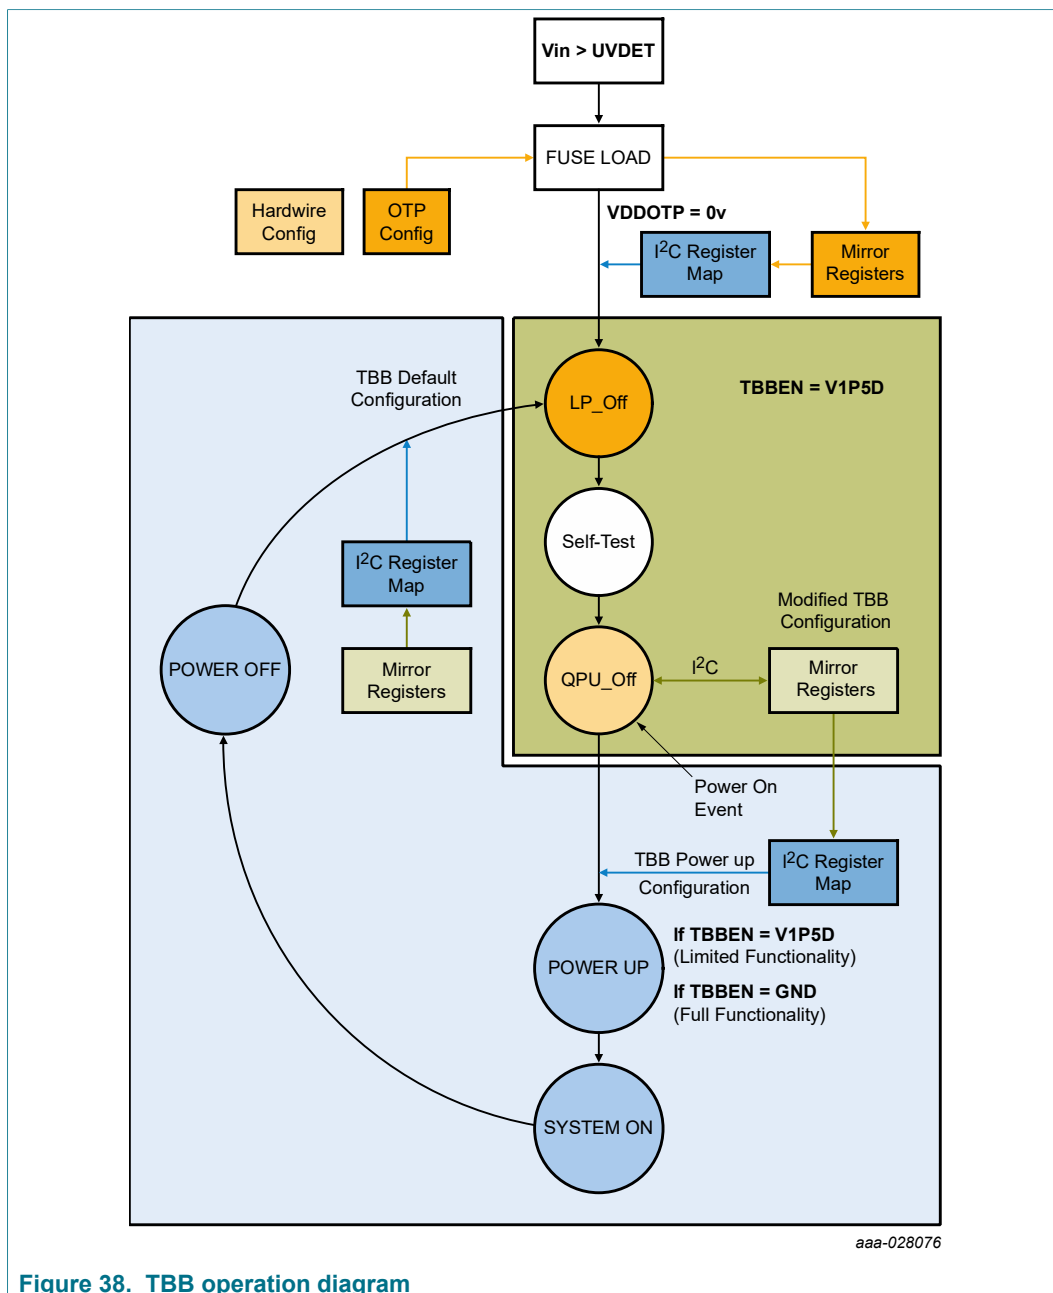 Vin > UVDET
FUSE LOAD
Hardwire
Config
OTP
Config
VDDOTP = 0v
I2C Register
Map
Mirror
Registers
TBB Default
Configuration
LP_Off
TBBEN = V1P5D
Self-Test
I2C Register
Map
Modified TBB
Configuration
POWER OFF
Mirror
Registers
QPU_Off
I2C
Mirror
Registers
Power On
Event
TBB Power up
Configuration
I2C Register
Map
POWER UP
If TBBEN = V1P5D
(Limited Functionality)
If TBBEN = GND
(Full Functionality)
SYSTEM ON
aaa-028076
Figure 38. TBB operation diagram